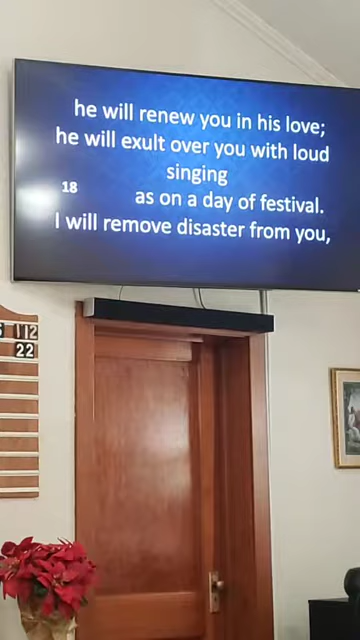 he will renew you in his love;
he will exult over you with loud
singing
18 as on a day of festival.
I will remove disaster from you,
112
22